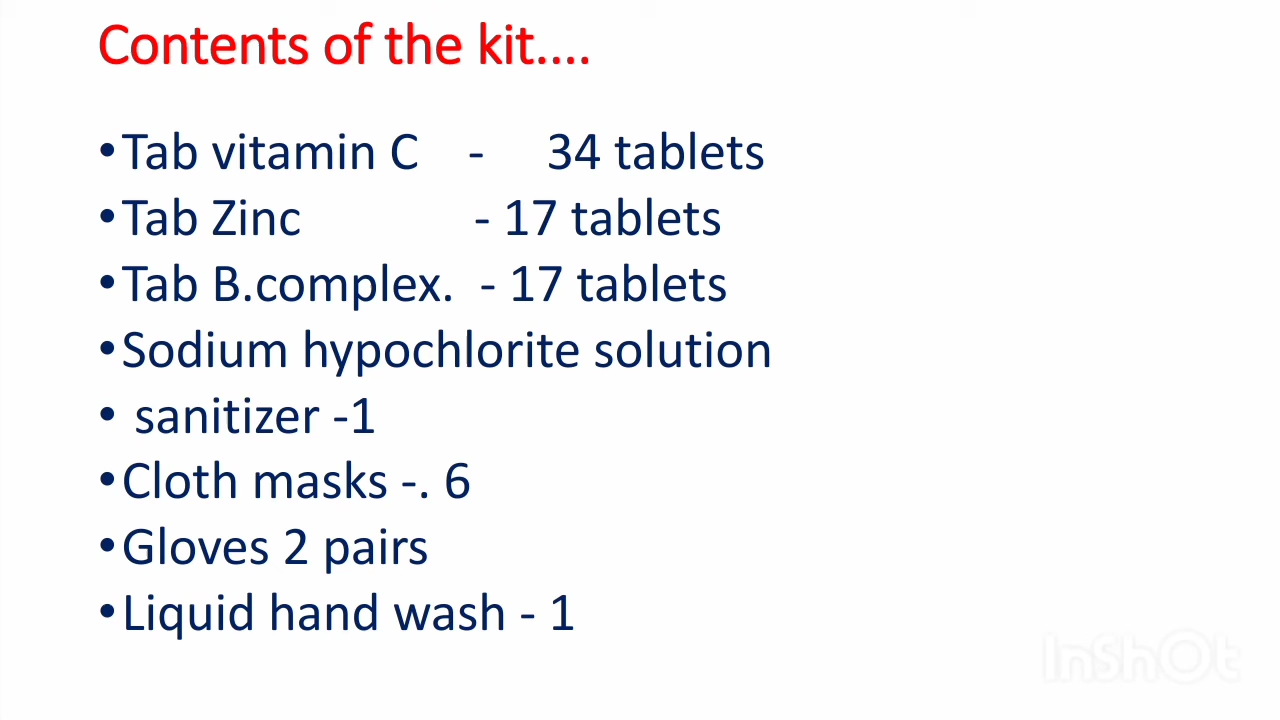 Contents of the kit....
•Tab vitamin C - 34 tablets
•Tab Zinc - 17 tablets
•Tab B.complex. - 17 tablets
•Sodium hypochlorite solution
• sanitizer -1
•Cloth masks -. 6
•Gloves 2 pairs
•Liquid hand wash - 1
InShOt